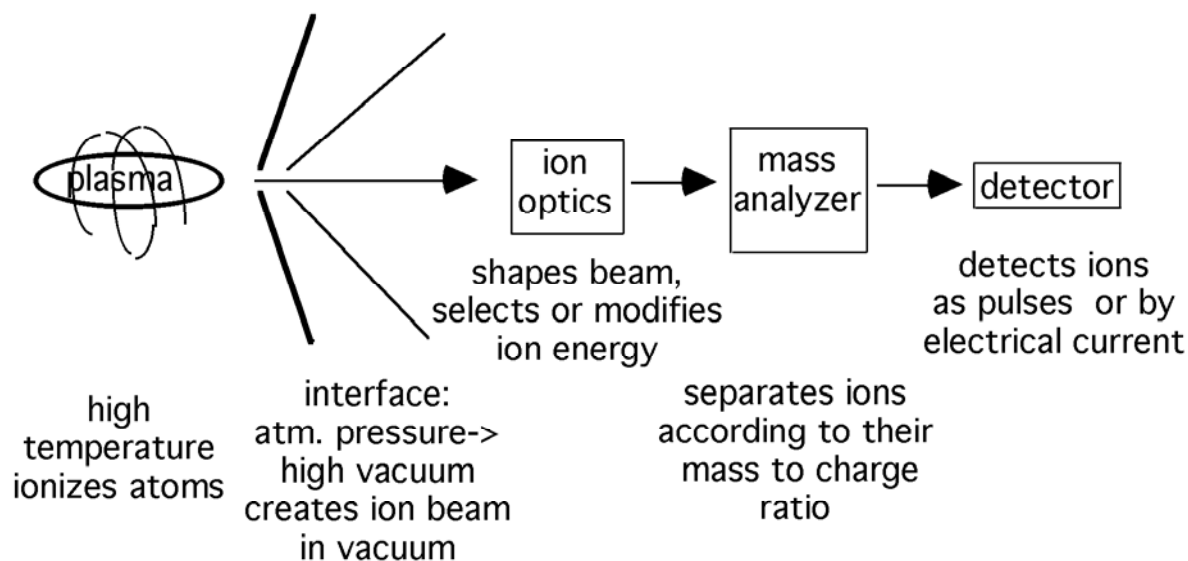 plasma
ion
optics
mass
analyzer
detector
shapes beam,
selects or modifies
ion energy
detects ions
as pulses or by
electrical current
high
temperature
ionizes atoms
interface:
atm. pressure->
high vacuum
creates ion beam
in vacuum
separates ions
according to their
mass to charge
ratio